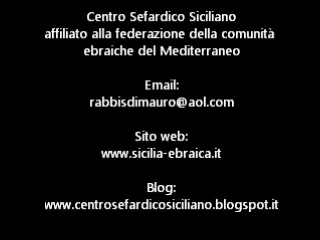 Centro Sefardico Siciliano
affiliato alla federazione della comunità
ebraiche del Mediterraneo
Email:
rabbisdimauro@aol.com
Sito web:
www.sicilia-ebraica.it
Blog:
www.centrosefardicosiciliano.blogspot.it